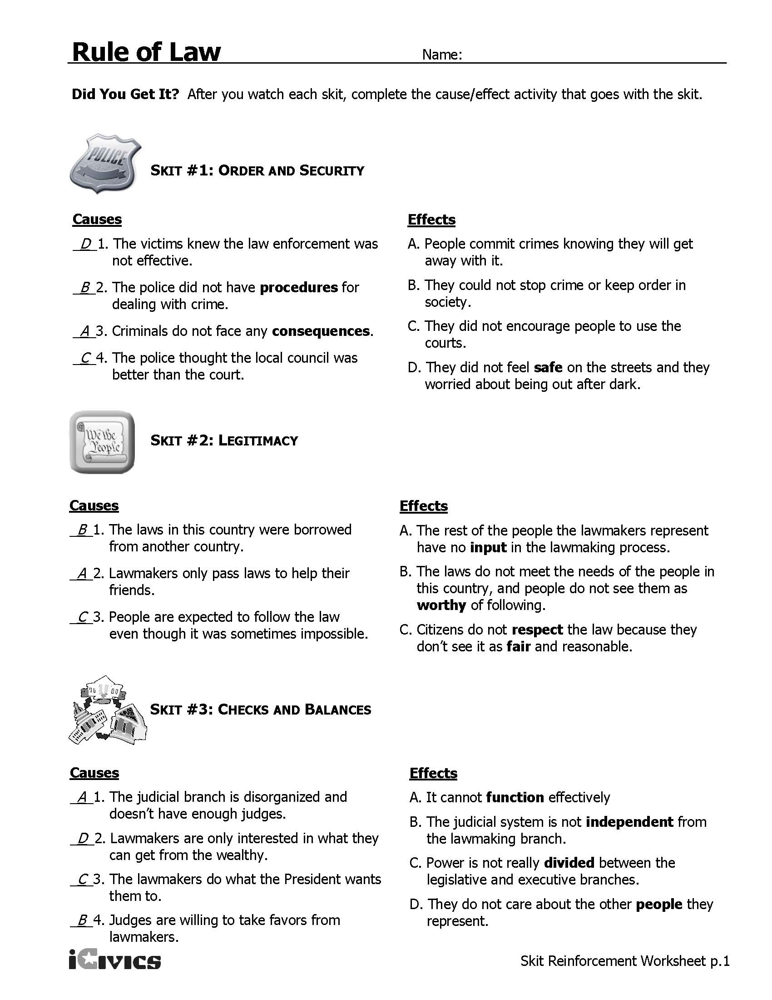 Rule of Law
Name:
Did You Get It? After you watch each skit, complete the cause/effect activity that goes with the skit.
POLICE
SKIT #1: ORDER AND SECURITY
Causes
D 1. The victims knew the law enforcement was
not effective.
B 2. The police did not have procedures for
dealing with crime.
A 3. Criminals do not face any consequences.
C 4. The police thought the local council was
better than the court.
Effects
A. People commit crimes knowing they will get
away with it.
B. They could not stop crime or keep order in
society.
C. They did not encourage people to use the
courts.
D. They did not feel safe on the streets and they
worried about being out after dark.
We the
People
SKIT #2: LEGITIMACY
Causes
B 1. The laws in this country were borrowed
from another country.
A 2. Lawmakers only pass laws to help their
friends.
C 3. People are expected to follow the law
even though it was sometimes impossible.
Effects
A. The rest of the people the lawmakers represent
have no input in the lawmaking process.
B. The laws do not meet the needs of the people in
this country, and people do not see them as
worthy of following.
C. Citizens do not respect the law because they
don't see it as fair and reasonable.
SKIT #3: CHECKS AND BALANCES
Causes
A 1. The judicial branch is disorganized and
doesn't have enough judges.
D 2. Lawmakers are only interested in what they
can get from the wealthy.
C 3. The lawmakers do what the President wants
them to.
B 4. Judges are willing to take favors from
lawmakers.
Effects
A. It cannot function effectively
B. The judicial system is not independent from
the lawmaking branch.
C. Power is not really divided between the
legislative and executive branches.
D. They do not care about the other people they
represent.
iCivics
Skit Reinforcement Worksheet p.1